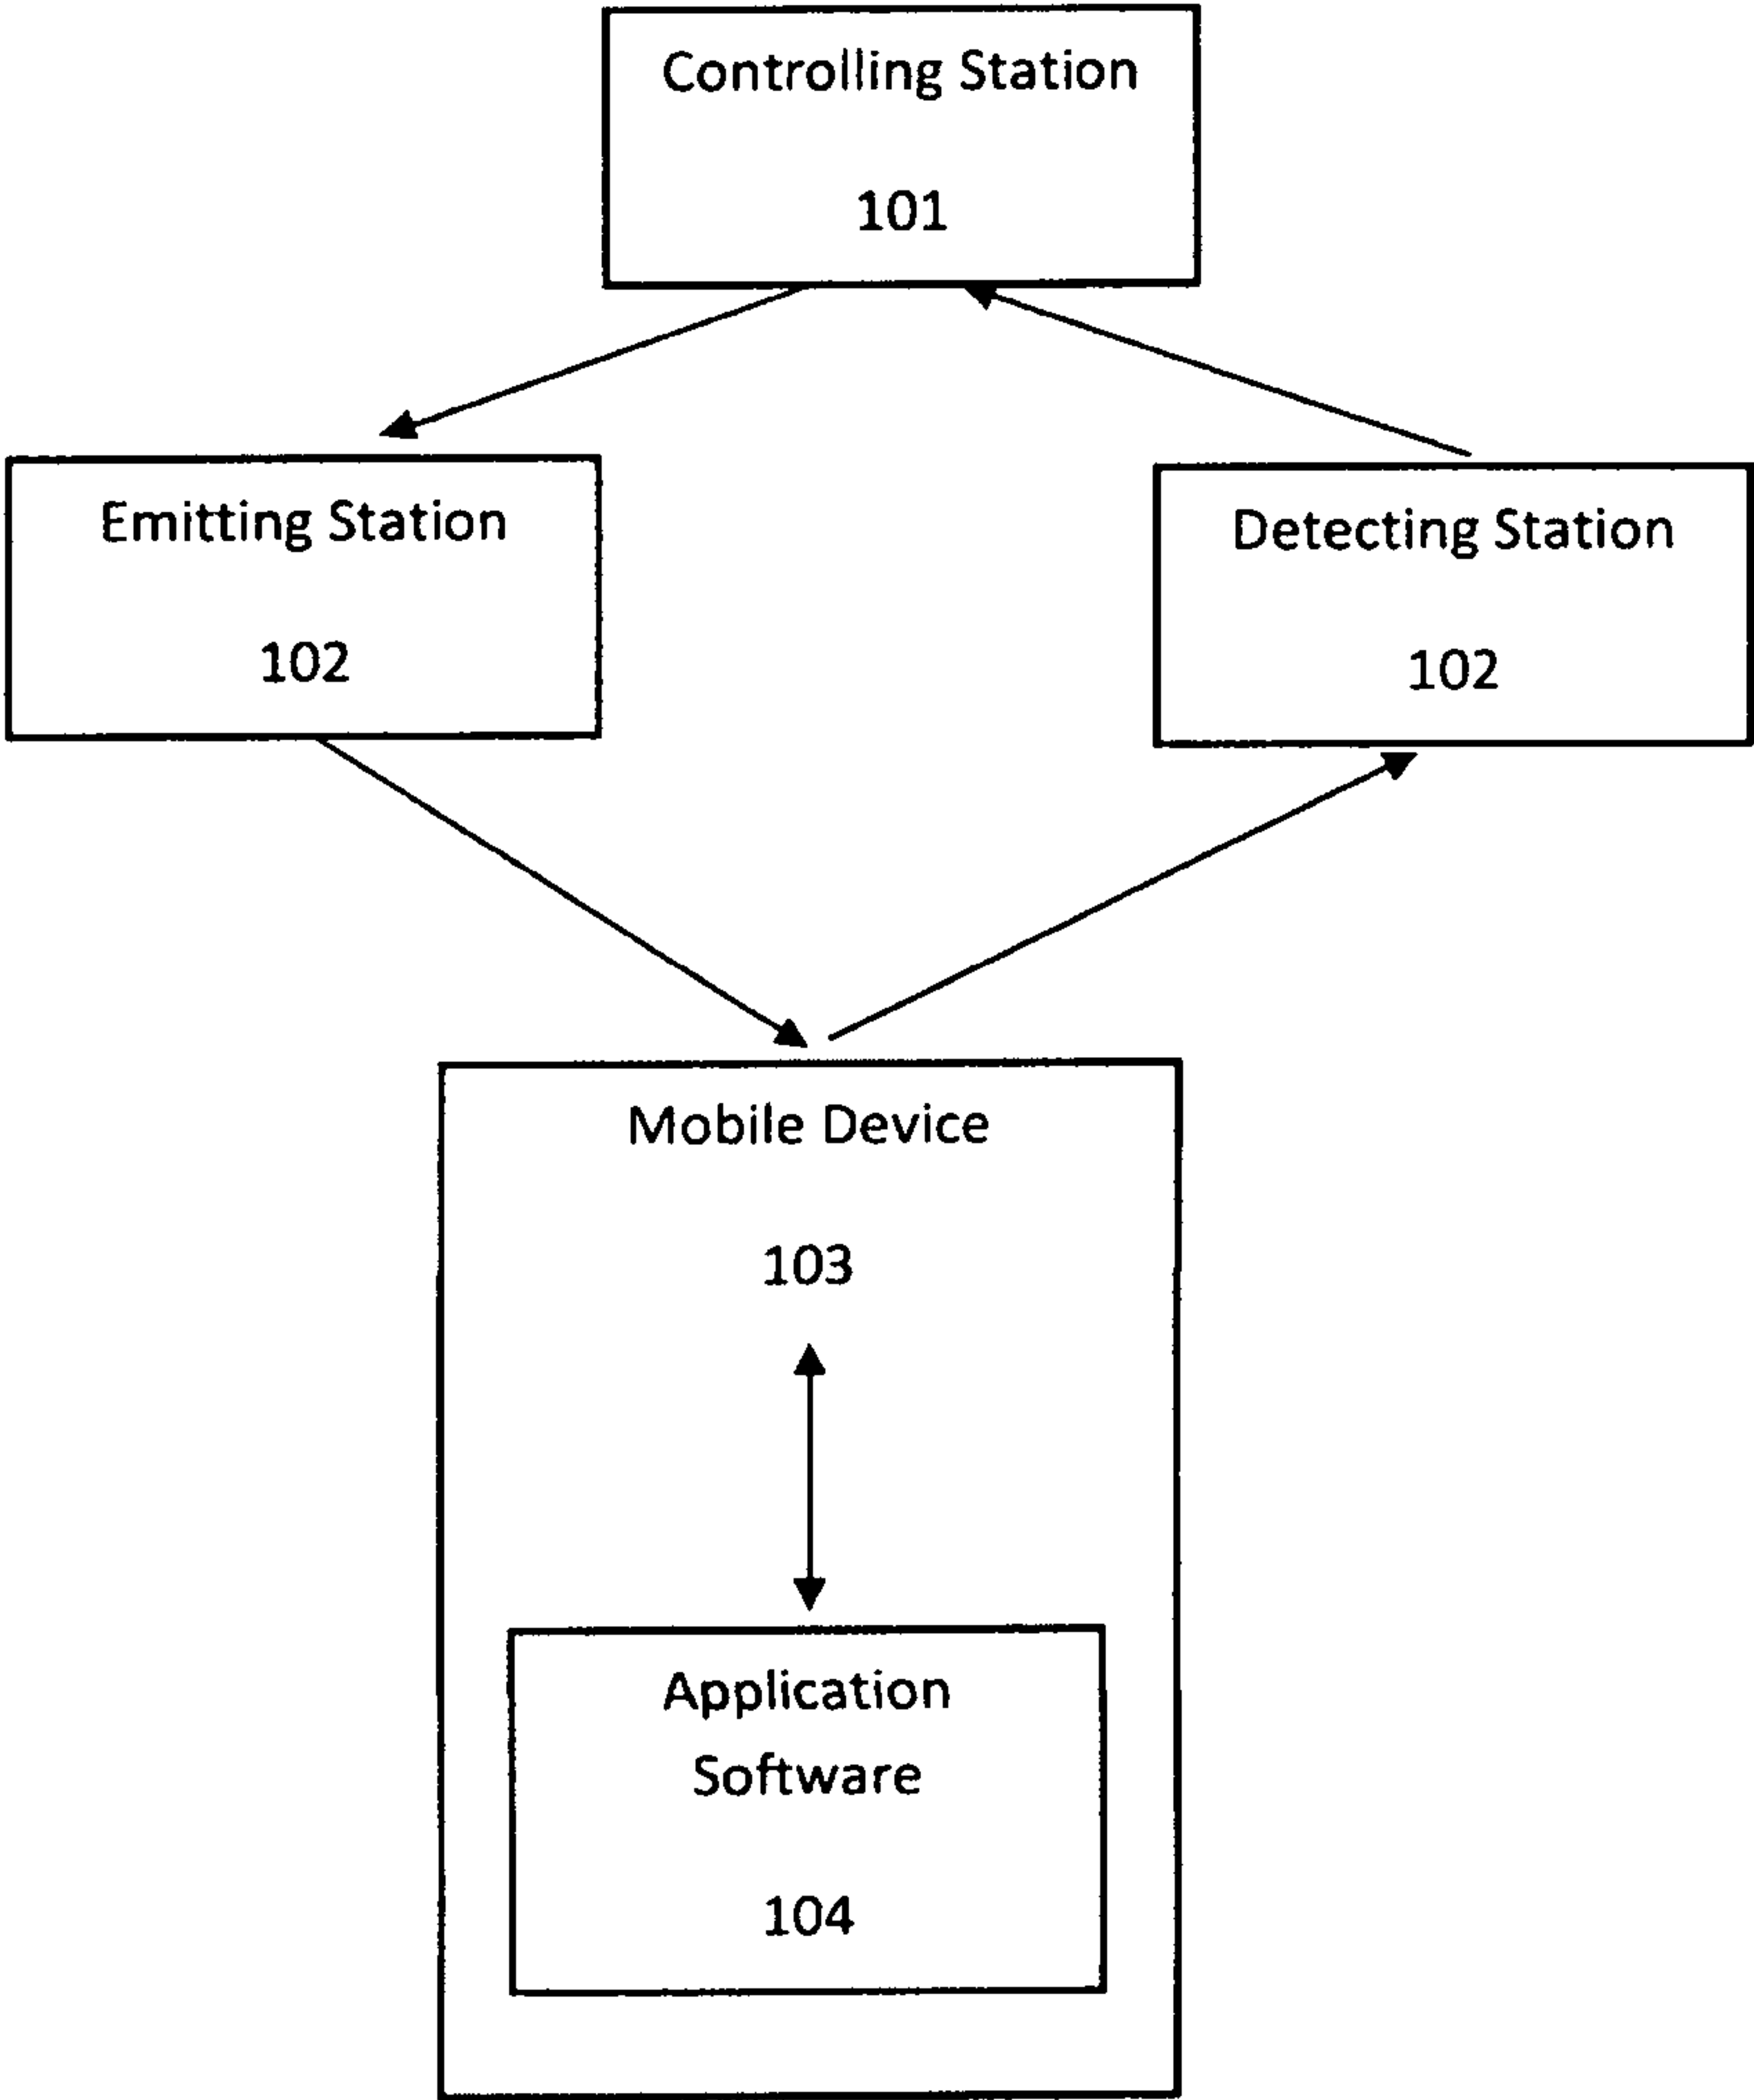 Controlling Station
101
Emitting Station
102
Detecting Station
102
Mobile Device
103
Application
Software
104